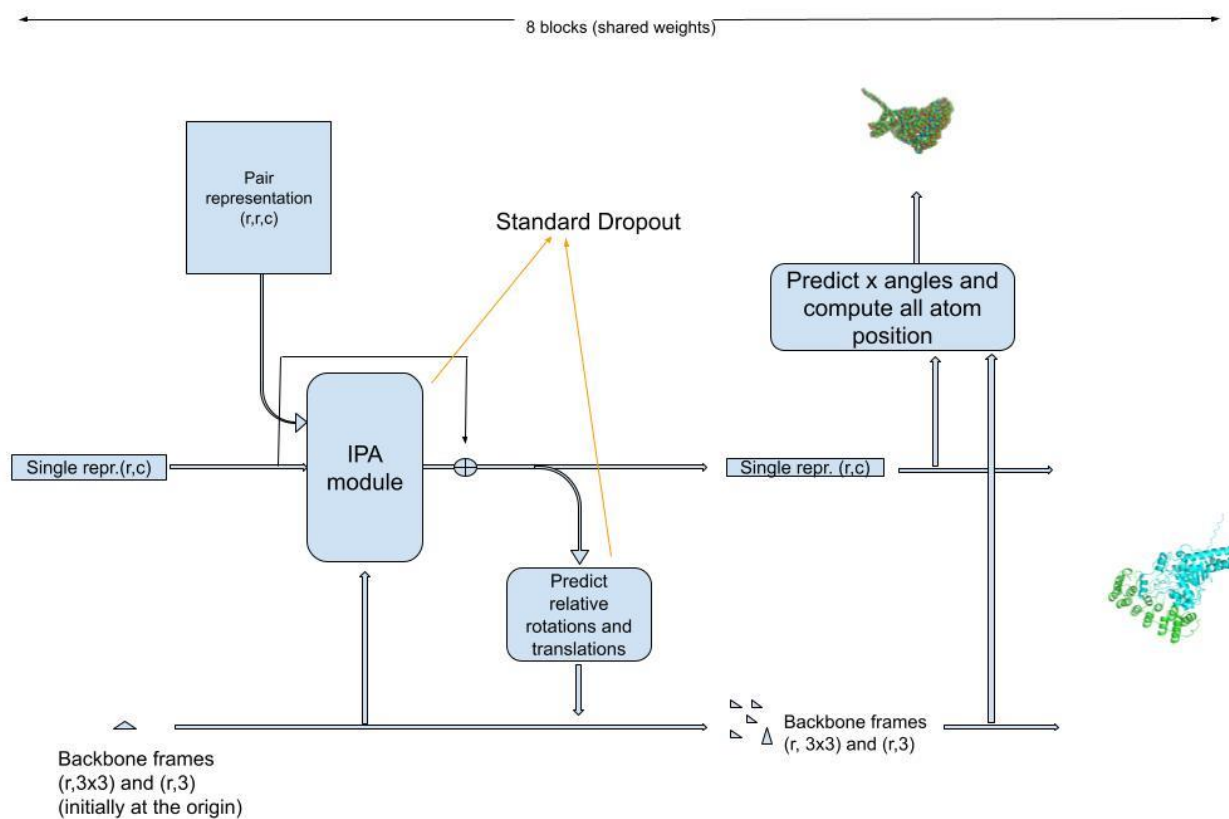 8 blocks (shared weights)
Pair
representation
(r,r,c)
Standard Dropout
Predict x angles and
compute all atom
position
IPA
module
Single repr.(r,c)
Single repr. (r,c)
Predict
relative
rotations and
translations
Backbone frames
(r, 3x3) and (r,3)
Backbone frames
(r,3x3) and (r,3)
(initially at the origin)